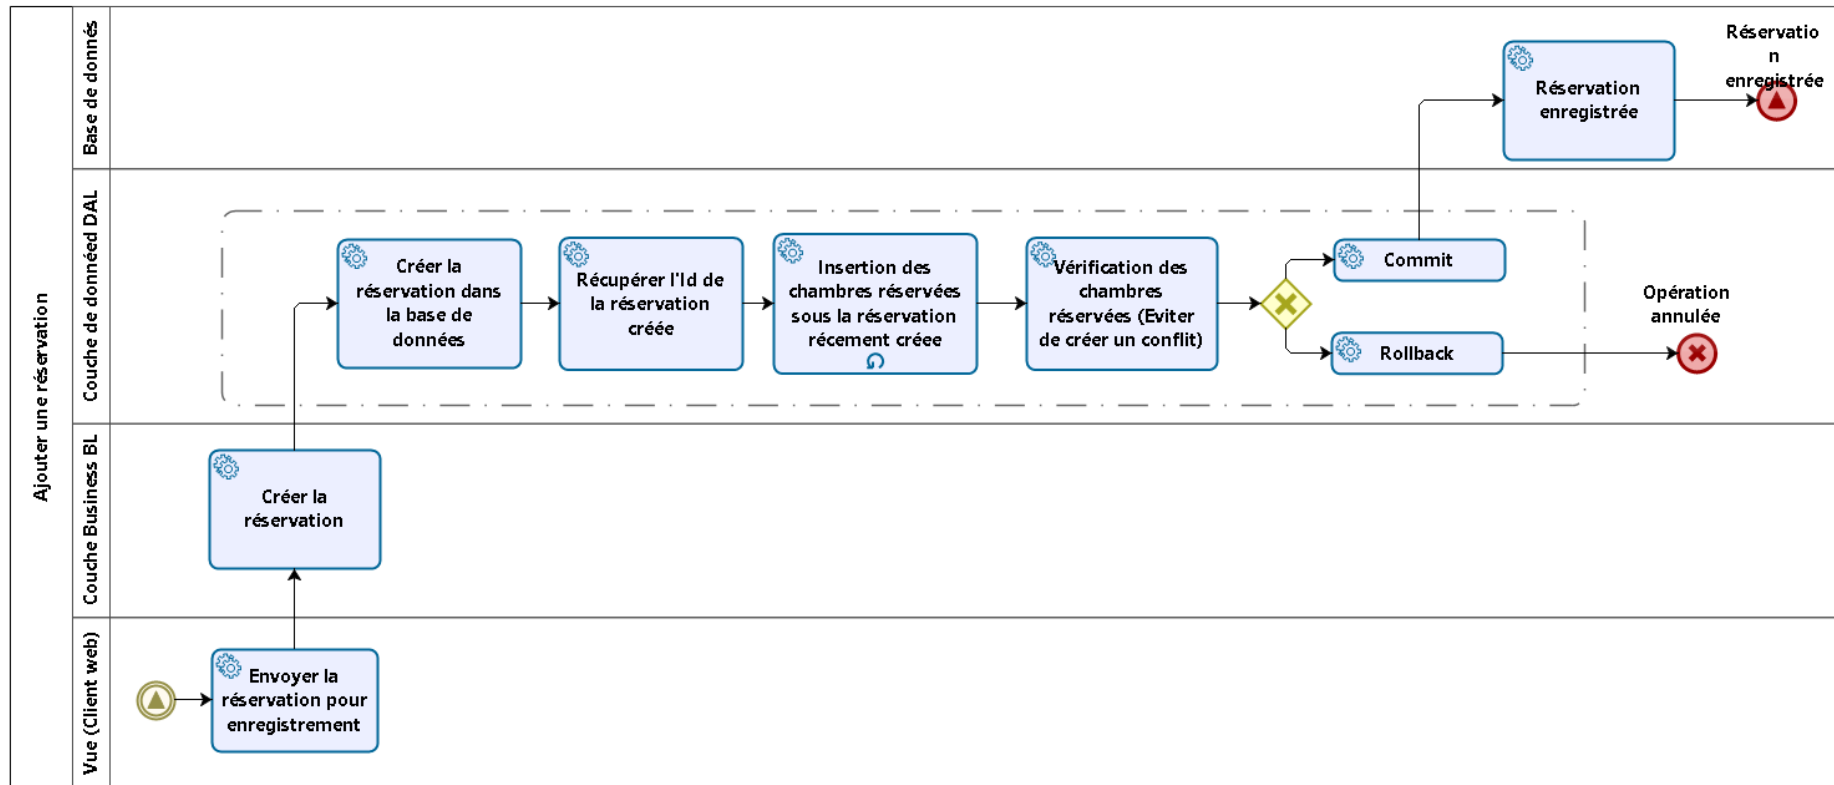 Ajouter une réservation
Base de donnés
Réservation
enregistrée
Réservatio
n
enregistrée
Couche de donnéed DAL
Créer la
réservation dans
la base de
données
Récupérer l'Id de
la réservation
créée
Insertion des
chambres réservées
sous la réservation
récement créee
Vérification des
chambres
réservées (Eviter
de créer un conflit)
Commit
Rollback
Opération
annulée
Couche Business BL
Créer la
réservation
Vue (Client web)
Envoyer la
réservation pour
enregistrement